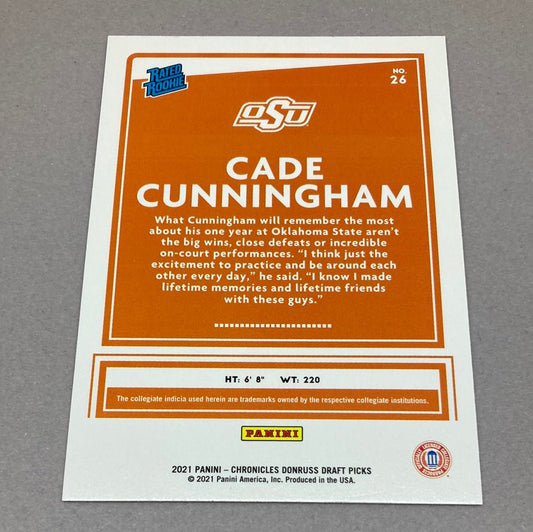 RATED
ROOKIE
NO.
26
OSU
CADE
CUNNINGHAM
What Cunningham will remember the most
about his one year at Oklahoma State aren't
the big wins, close defeats or incredible
on-court performances. “I think just the
excitement to practice and be around each
other every day,” he said. “I know I made
lifetime memories and lifetime friends
with these guys.”
HT: 6' 8" WT: 220
The collegiate indicia used herein are trademarks owned by the respective collegiate institutions.
PANINI
2021 PANINI – CHRONICLES DONRUSS DRAFT PICKS
© 2021 Panini America, Inc. Produced in the USA.